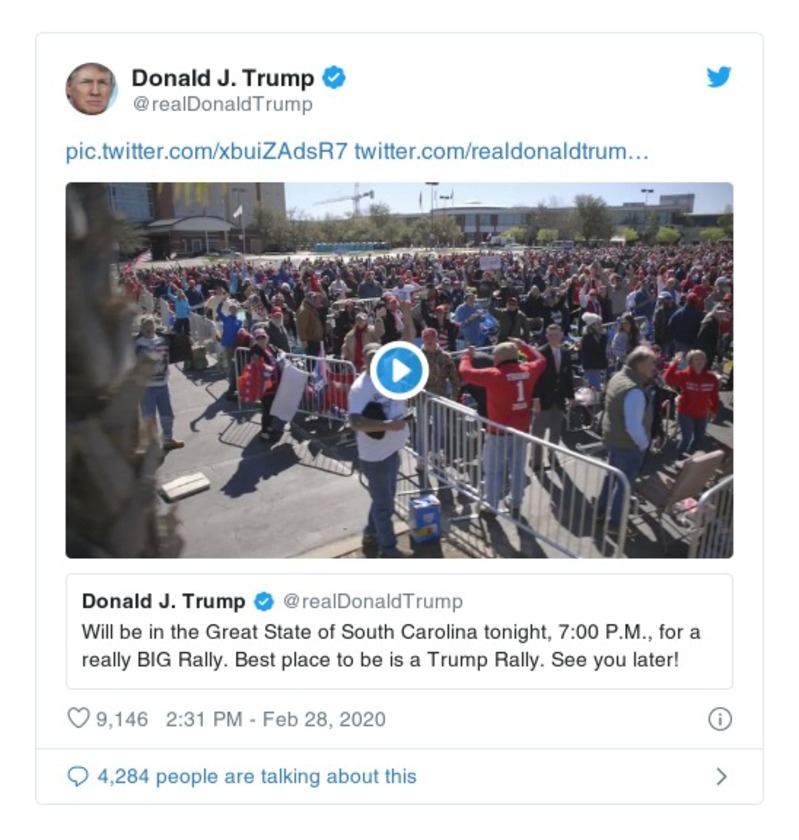 Donald J. Trump
@realDonaldTrump
pic.twitter.com/xbuiZAdsR7 twitter.com/realdonaldtrum…
TRUMP
1
Donald J. Trump @realDonaldTrump
Will be in the Great State of South Carolina tonight, 7:00 P.M., for a
really BIG Rally. Best place to be is a Trump Rally. See you later!
9,146 2:31 PM - Feb 28, 2020
4,284 people are talking about this